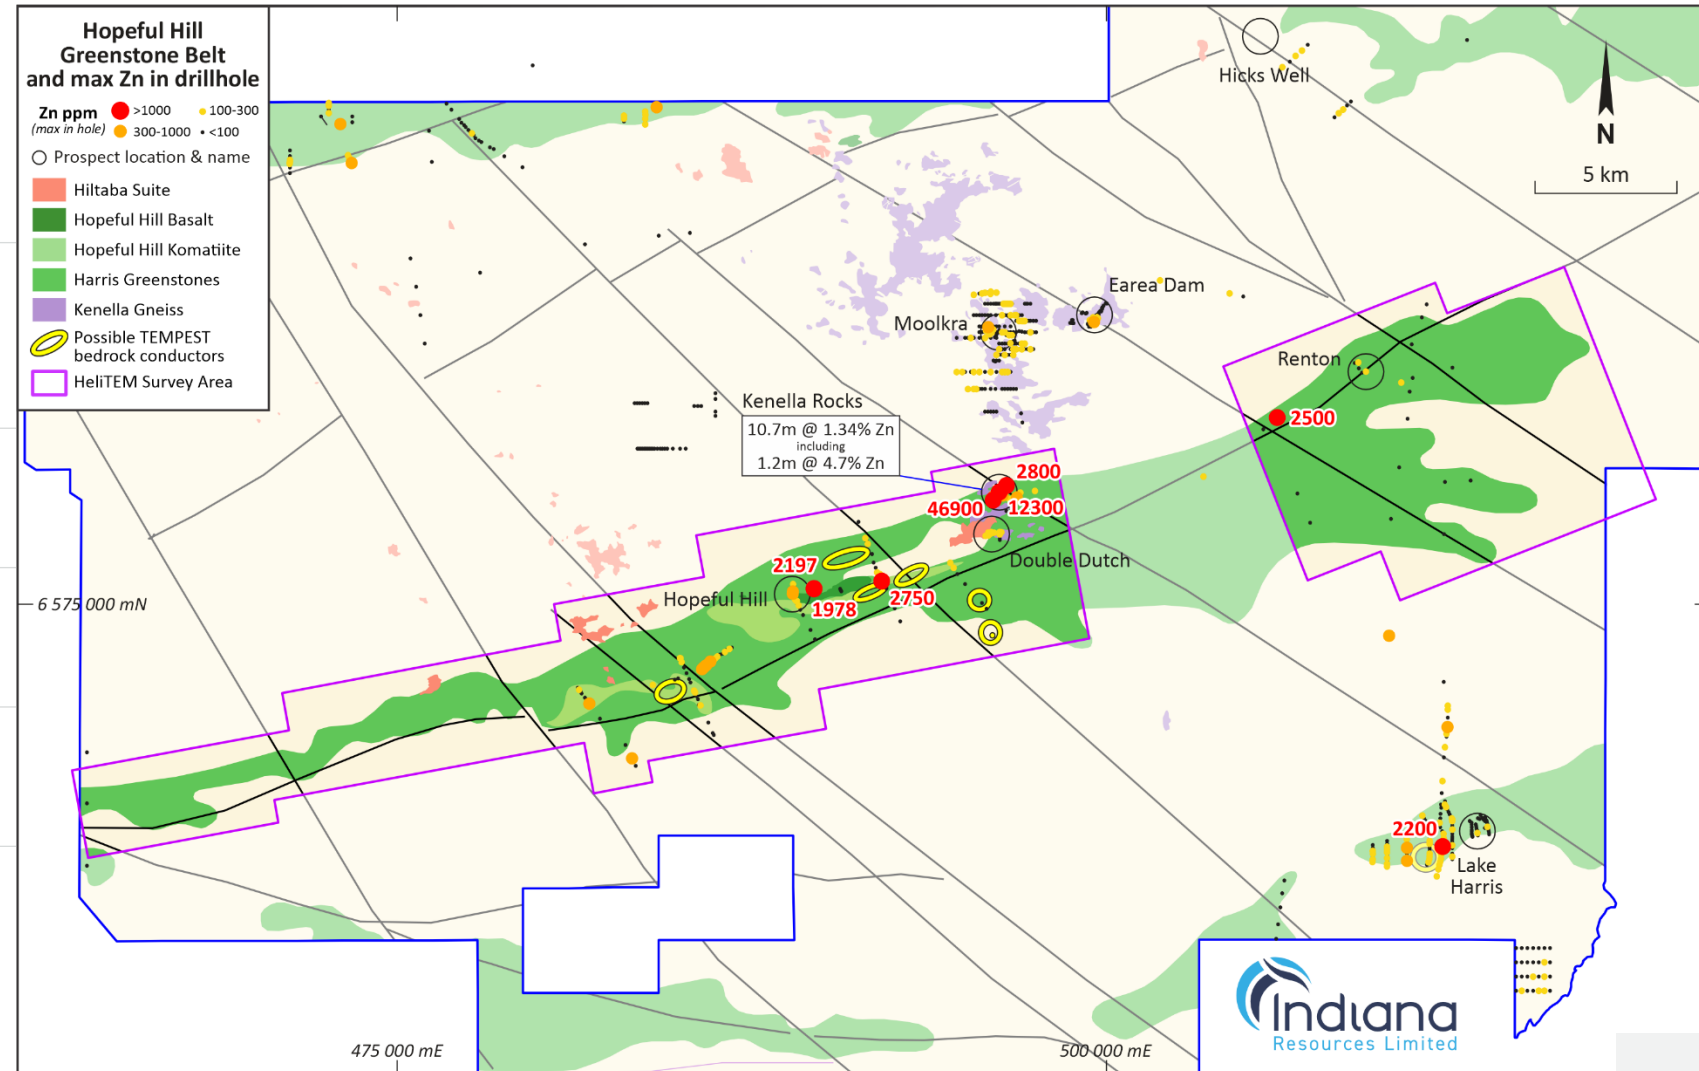 Hopeful Hill
Greenstone Belt
and max Zn in drillhole
Zn ppm
(max in hole)
>1000
100-300
300-1000
<100
Prospect location & name
Hiltaba Suite
Hopeful Hill Basalt
Hopeful Hill Komatiite
Harris Greenstones
Kenella Gneiss
Possible TEMPEST
bedrock conductors
HeliTEM Survey Area
Hicks Well
N
5 km
Earea Dam
Moolkra
Renton
2500
Kenella Rocks
10.7m @ 1.34% Zn
including
1.2m @ 4.7% Zn
2800
46900
12300
Double Dutch
2197
Hopeful Hill
1978
2750
6 575 000 mN
2200
Lake
Harris
475 000 mE
500 000 mE
Indiana
Resources Limited